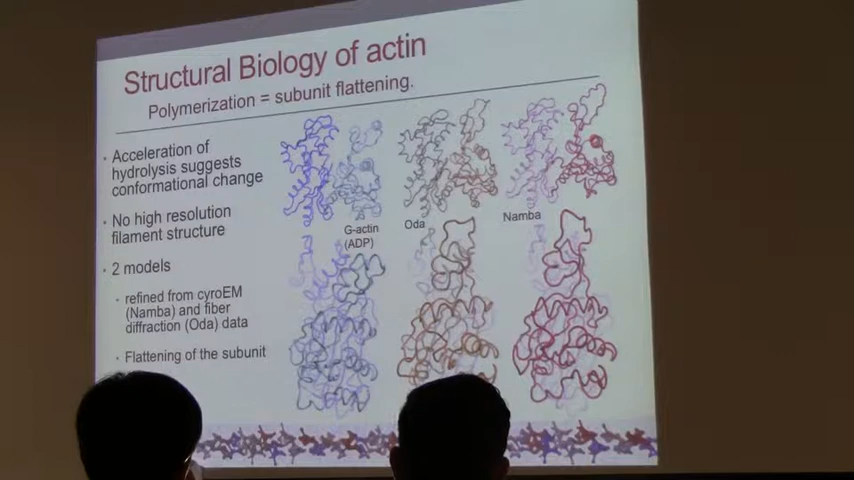 Structural Biology of actin
Polymerization = subunit flattening.
· Acceleration of
hydrolysis suggests
conformational change
· No high resolution
filament structure
· 2 models
· refined from cyroEM
(Namba) and fiber
diffraction (Oda) data
· Flattening of the subunit
G-actin
(ADP)
Oda
Namba